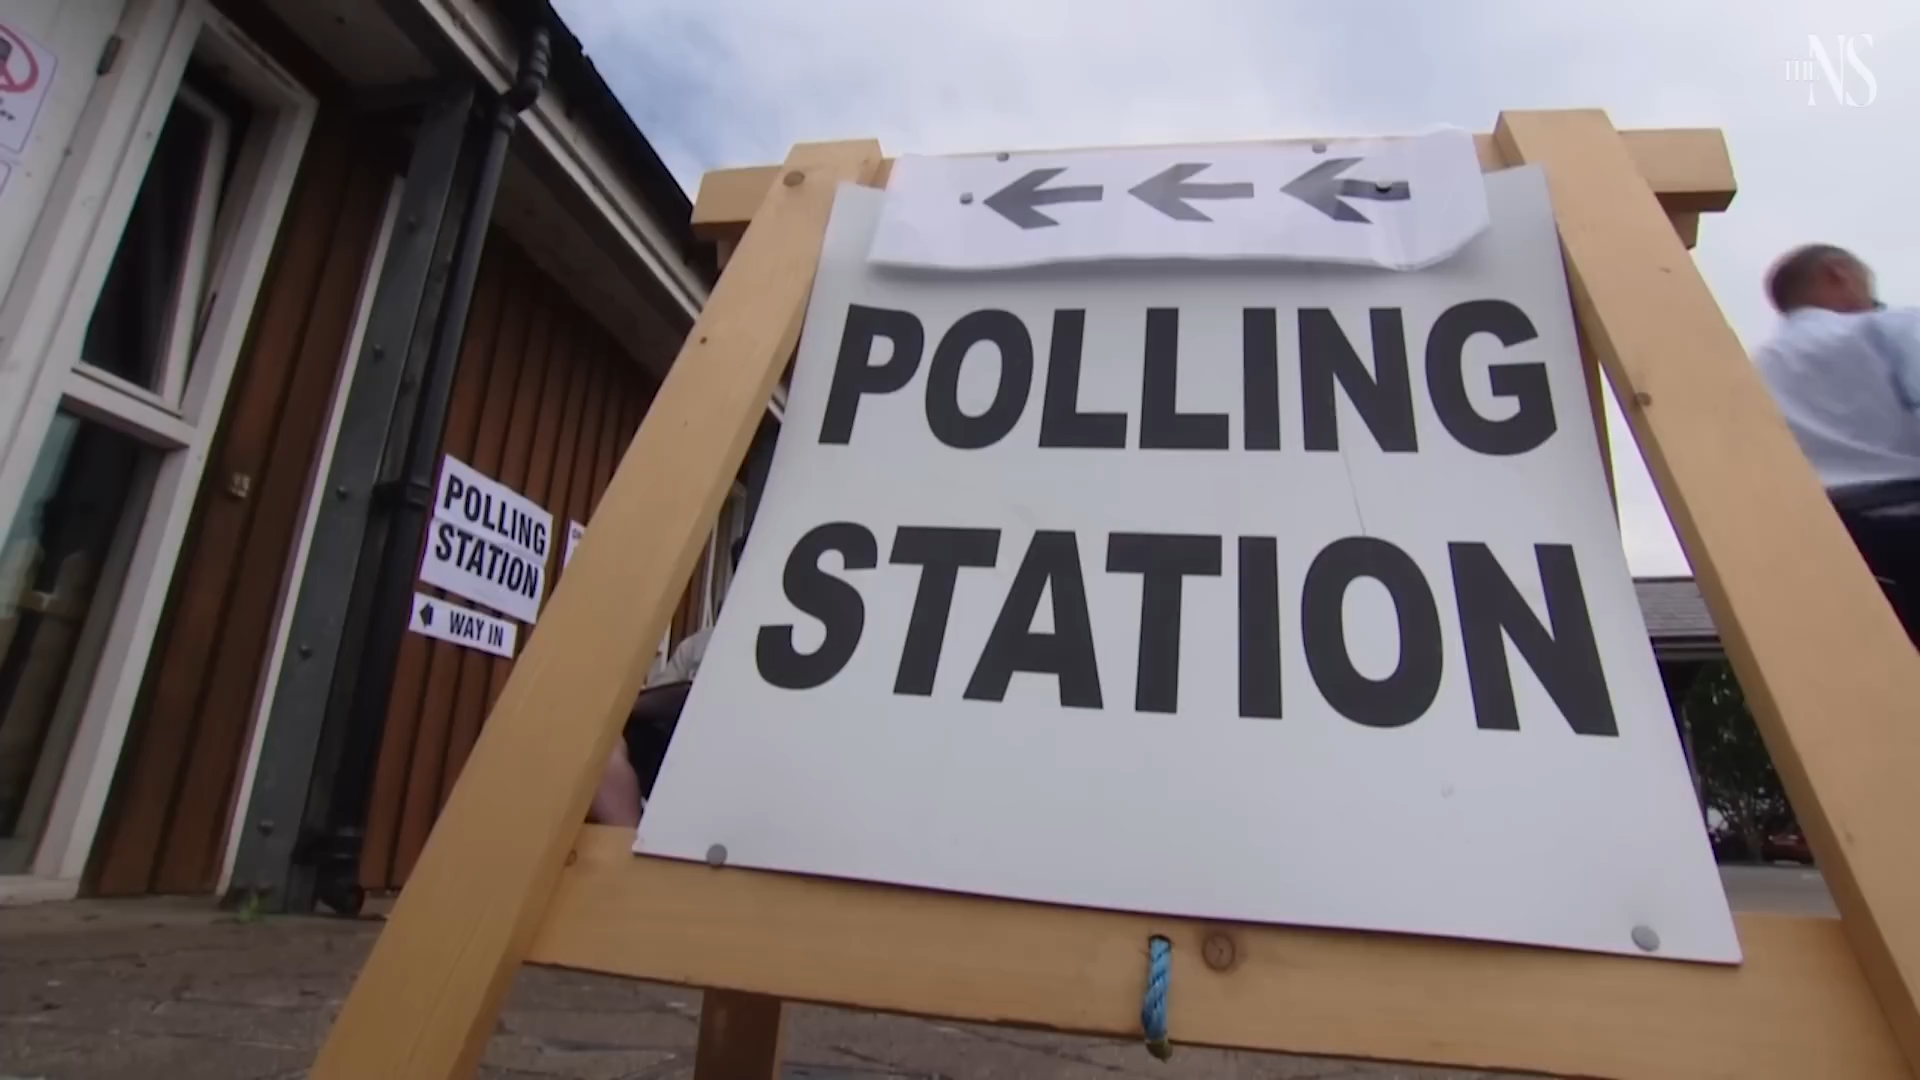 THE NS
POLLING
STATION
POLLING
STATION
WAY IN